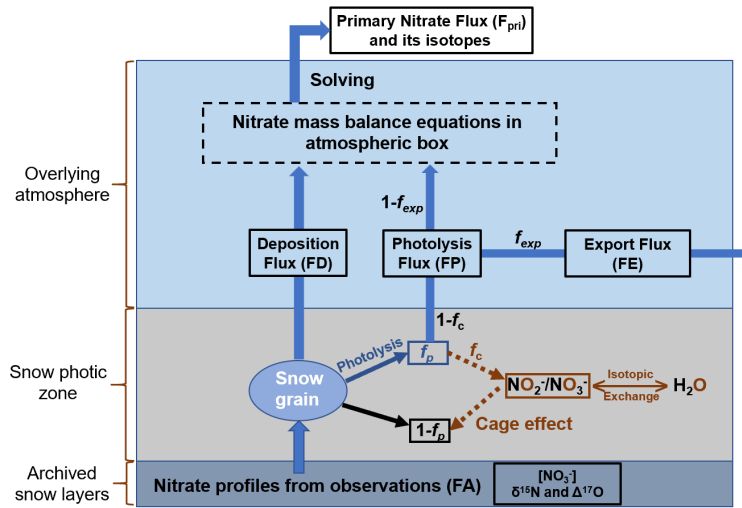 Primary Nitrate Flux (Fpri)
and its isotopes
Solving
Nitrate mass balance equations in
atmospheric box
Overlying
atmosphere
1-fexp
Deposition
Flux (FD)
Photolysis
Flux (FP)
fexp
Export Flux
(FE)
1-fc
Snow photic
zone
Snow
grain
Photolysis
fp
fc
NO2-/NO3-
Isotopic
Exchange
H2O
1-fp
Cage effect
Archived
snow layers
Nitrate profiles from observations (FA)
[NO3-]
δ15N and Δ17O